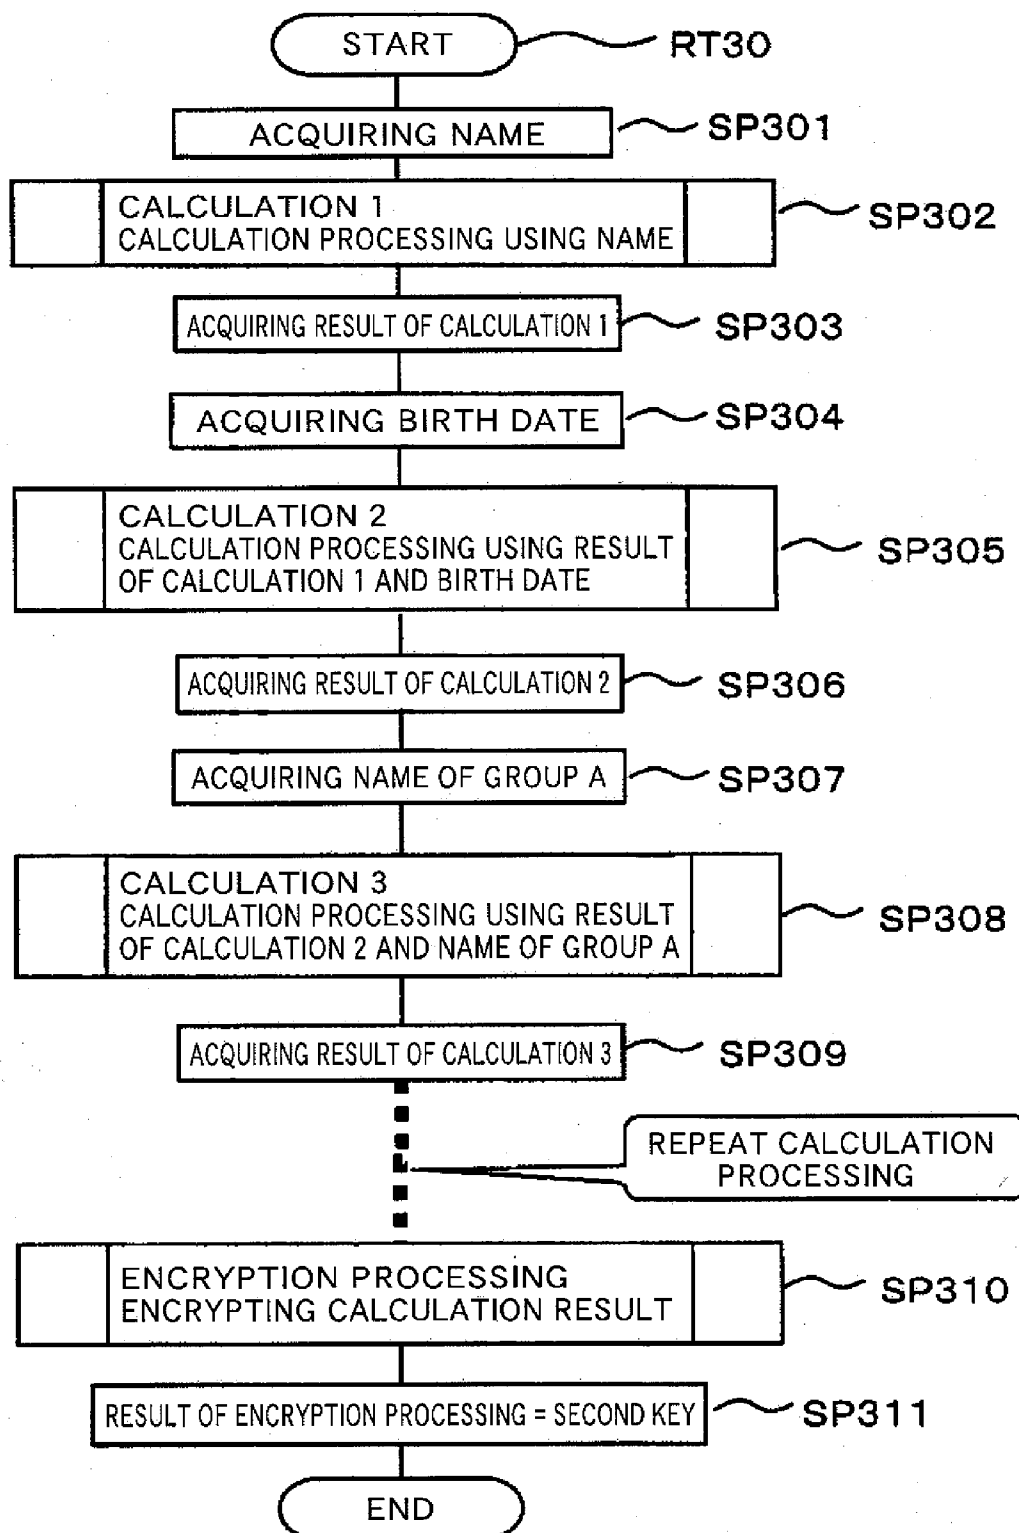 START
RT30
ACQUIRING NAME
SP301
CALCULATION 1
CALCULATION PROCESSING USING NAME
SP302
ACQUIRING RESULT OF CALCULATION 1
SP303
ACQUIRING BIRTH DATE
SP304
CALCULATION 2
CALCULATION PROCESSING USING RESULT
OF CALCULATION 1 AND BIRTH DATE
SP305
ACQUIRING RESULT OF CALCULATION 2
SP306
ACQUIRING NAME OF GROUP A
SP307
CALCULATION 3
CALCULATION PROCESSING USING RESULT
OF CALCULATION 2 AND NAME OF GROUP A
SP308
ACQUIRING RESULT OF CALCULATION 3
SP309
REPEAT CALCULATION
PROCESSING
ENCRYPTION PROCESSING
ENCRYPTING CALCULATION RESULT
SP310
RESULT OF ENCRYPTION PROCESSING = SECOND KEY
SP311
END